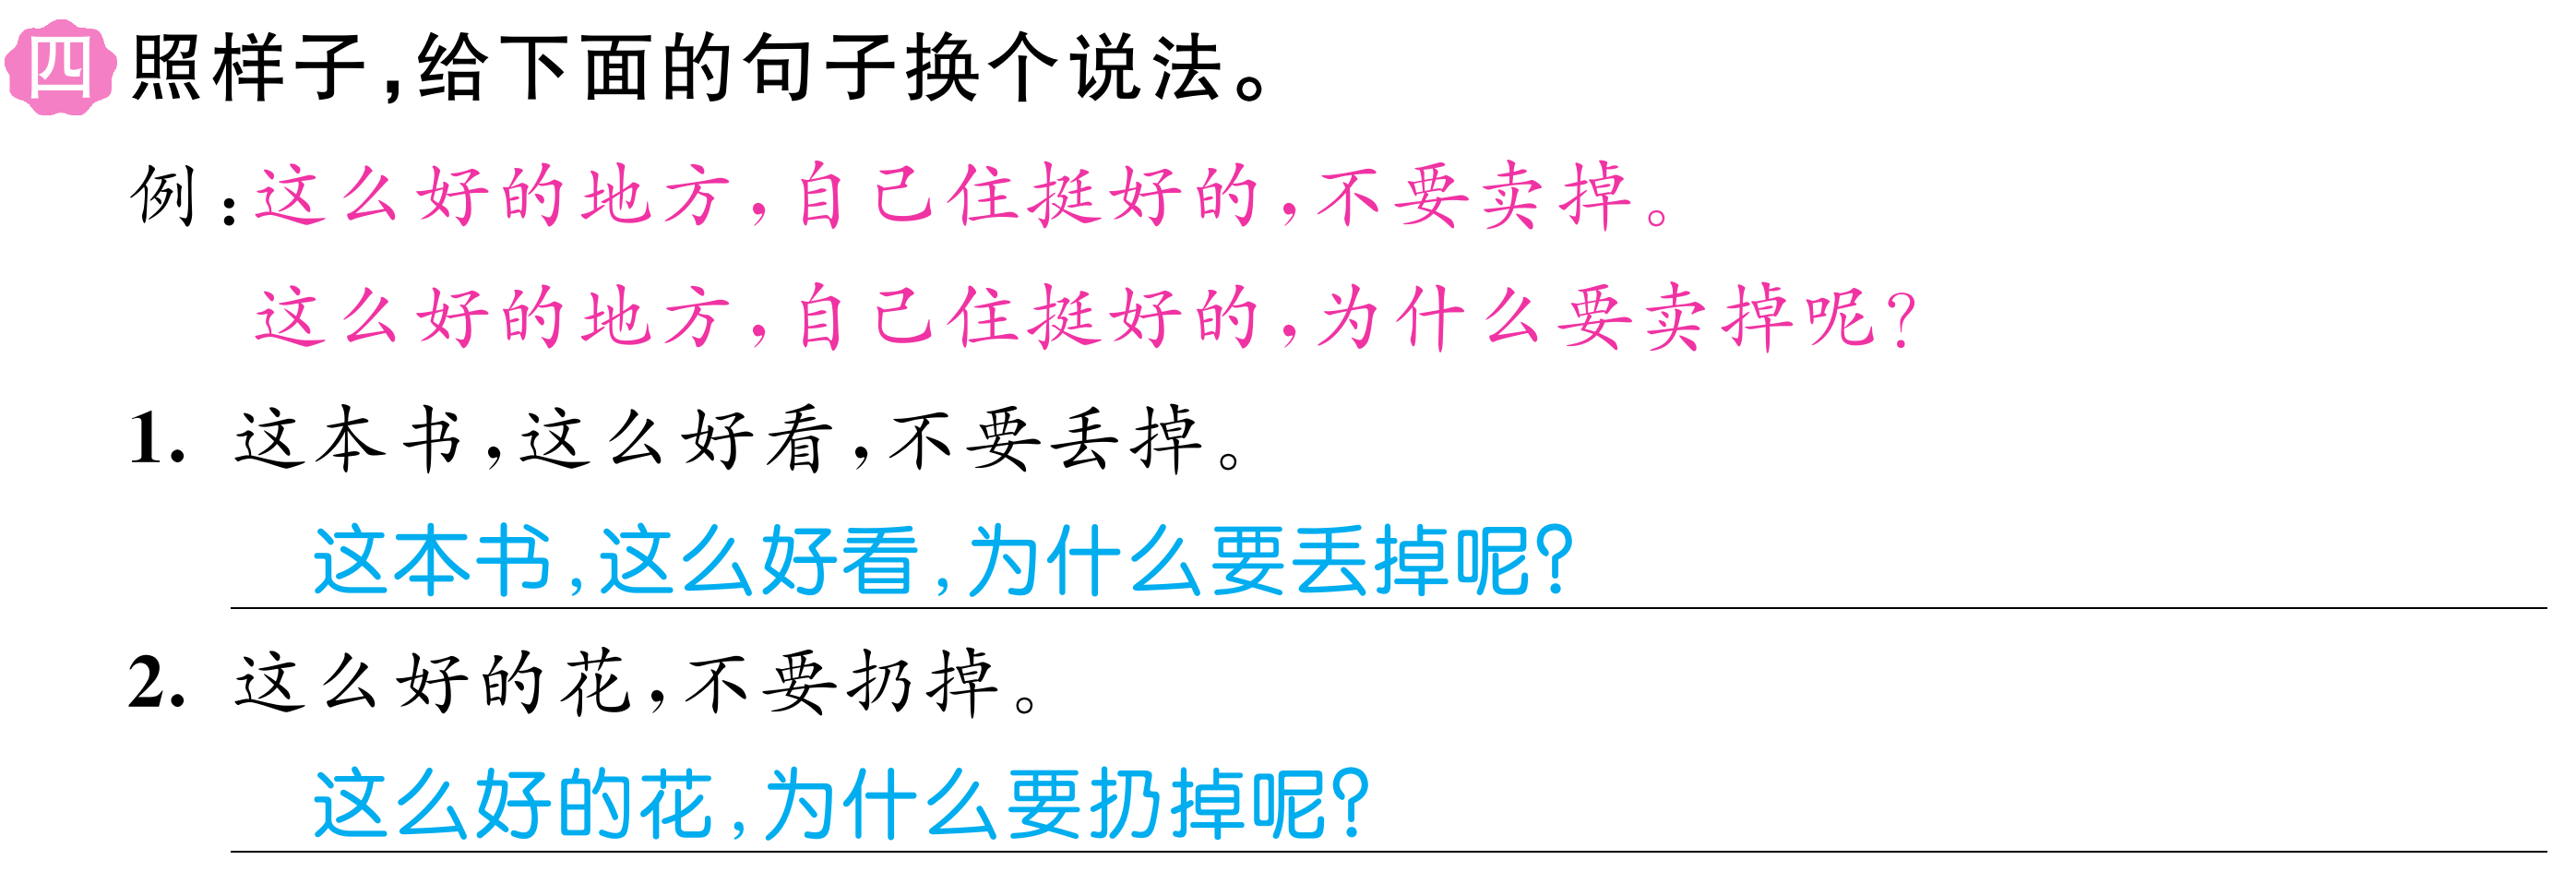 四 照样子,给下面的句子换个说法。
例:这么好的地方,自己住挺好的,不要卖掉。
这么好的地方,自己住挺好的,为什么要卖掉呢?
1. 这本书,这么好看,不要丢掉。
这本书,这么好看,为什么要丢掉呢?
2. 这么好的花,不要扔掉。
这么好的花,为什么要扔掉呢?